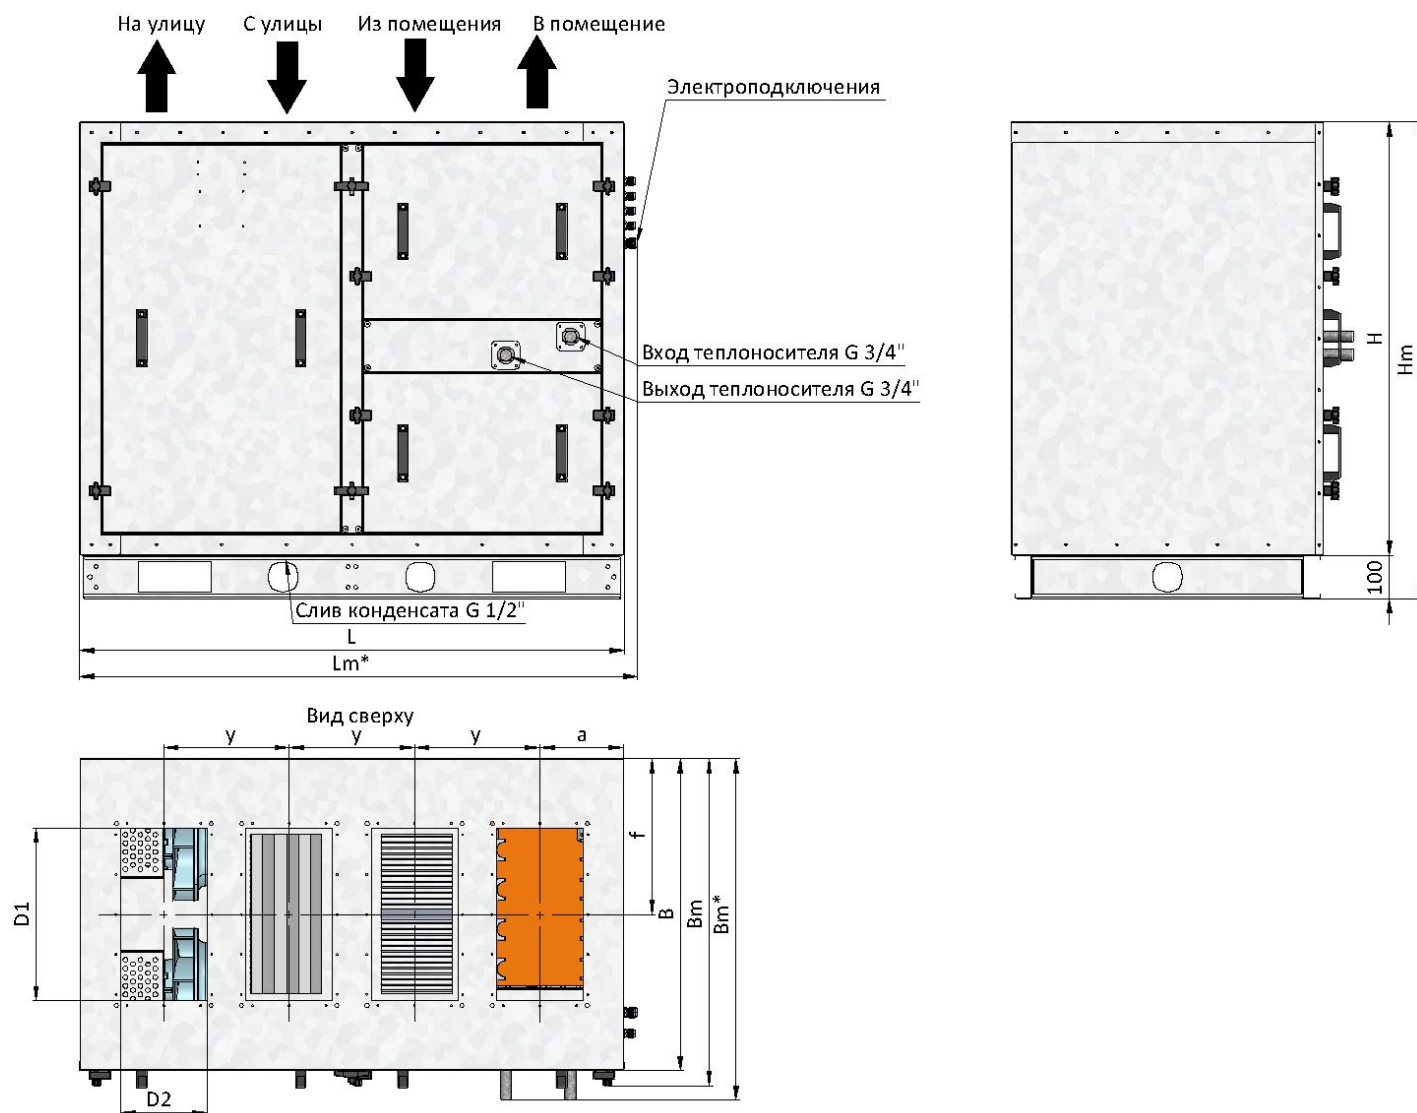 На улицу
С улицы
Из помещения
В помещение
Электроподключения
Вход теплоносителя G 3/4"
Выход теплоносителя G 3/4"
H
Hm
100
Слив конденсата G 1/2"
L
Lm*
Вид сверху
y
y
y
a
f
D1
B
Bm
Bm*
D2